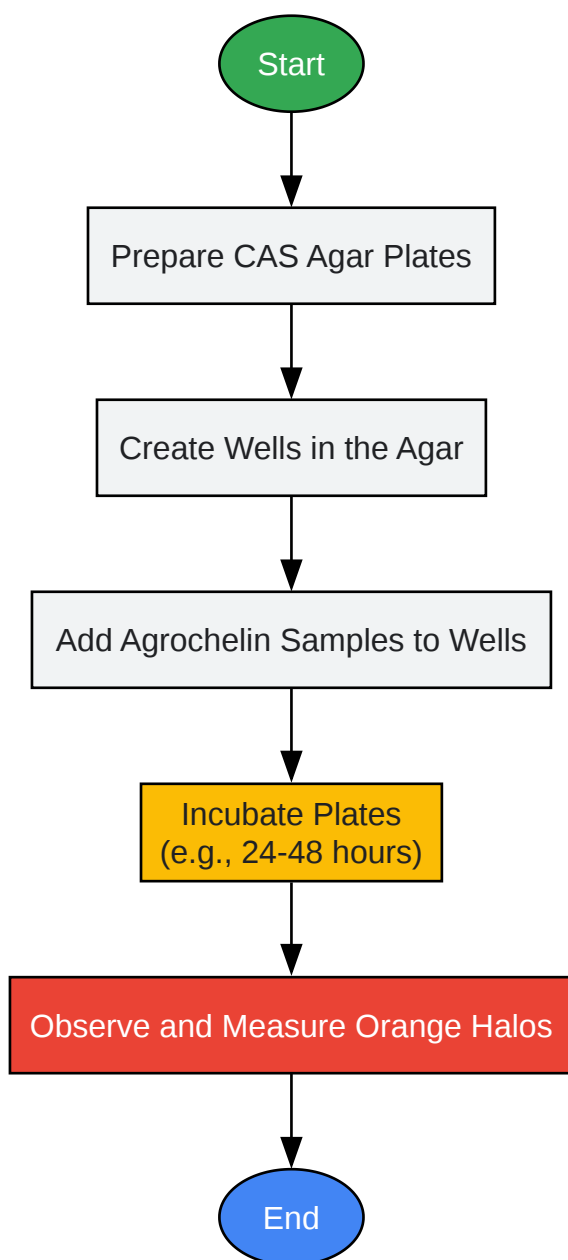 Start
Prepare CAS Agar Plates
Create Wells in the Agar
Add Agrochelin Samples to Wells
Incubate Plates
(e.g., 24-48 hours)
Observe and Measure Orange Halos
End